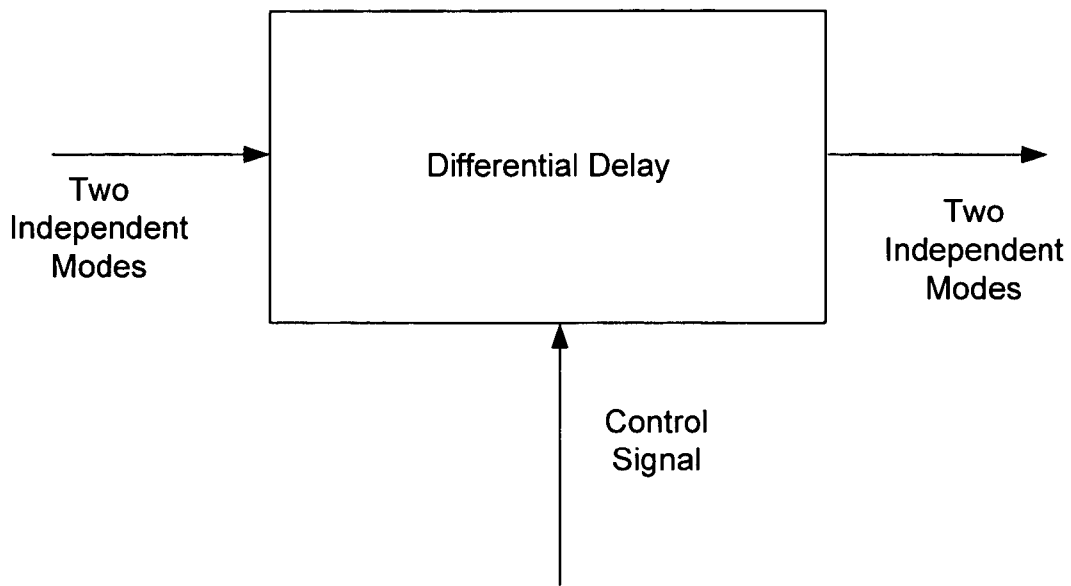 Differential Delay
Two
Independent
Modes
Two
Independent
Modes
Control
Signal